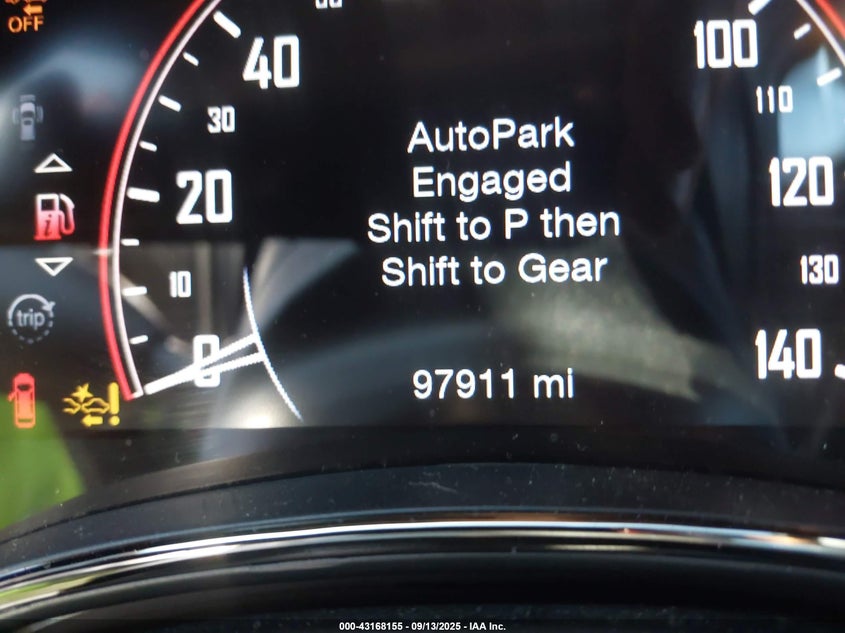 OFF
40
100
30
110
AutoPark
Engaged
20
120
Shift to P then
Shift to Gear
10
130
trip
0
140
97911 mi
000-43168155 - 09/13/2025 - IAA Inc.